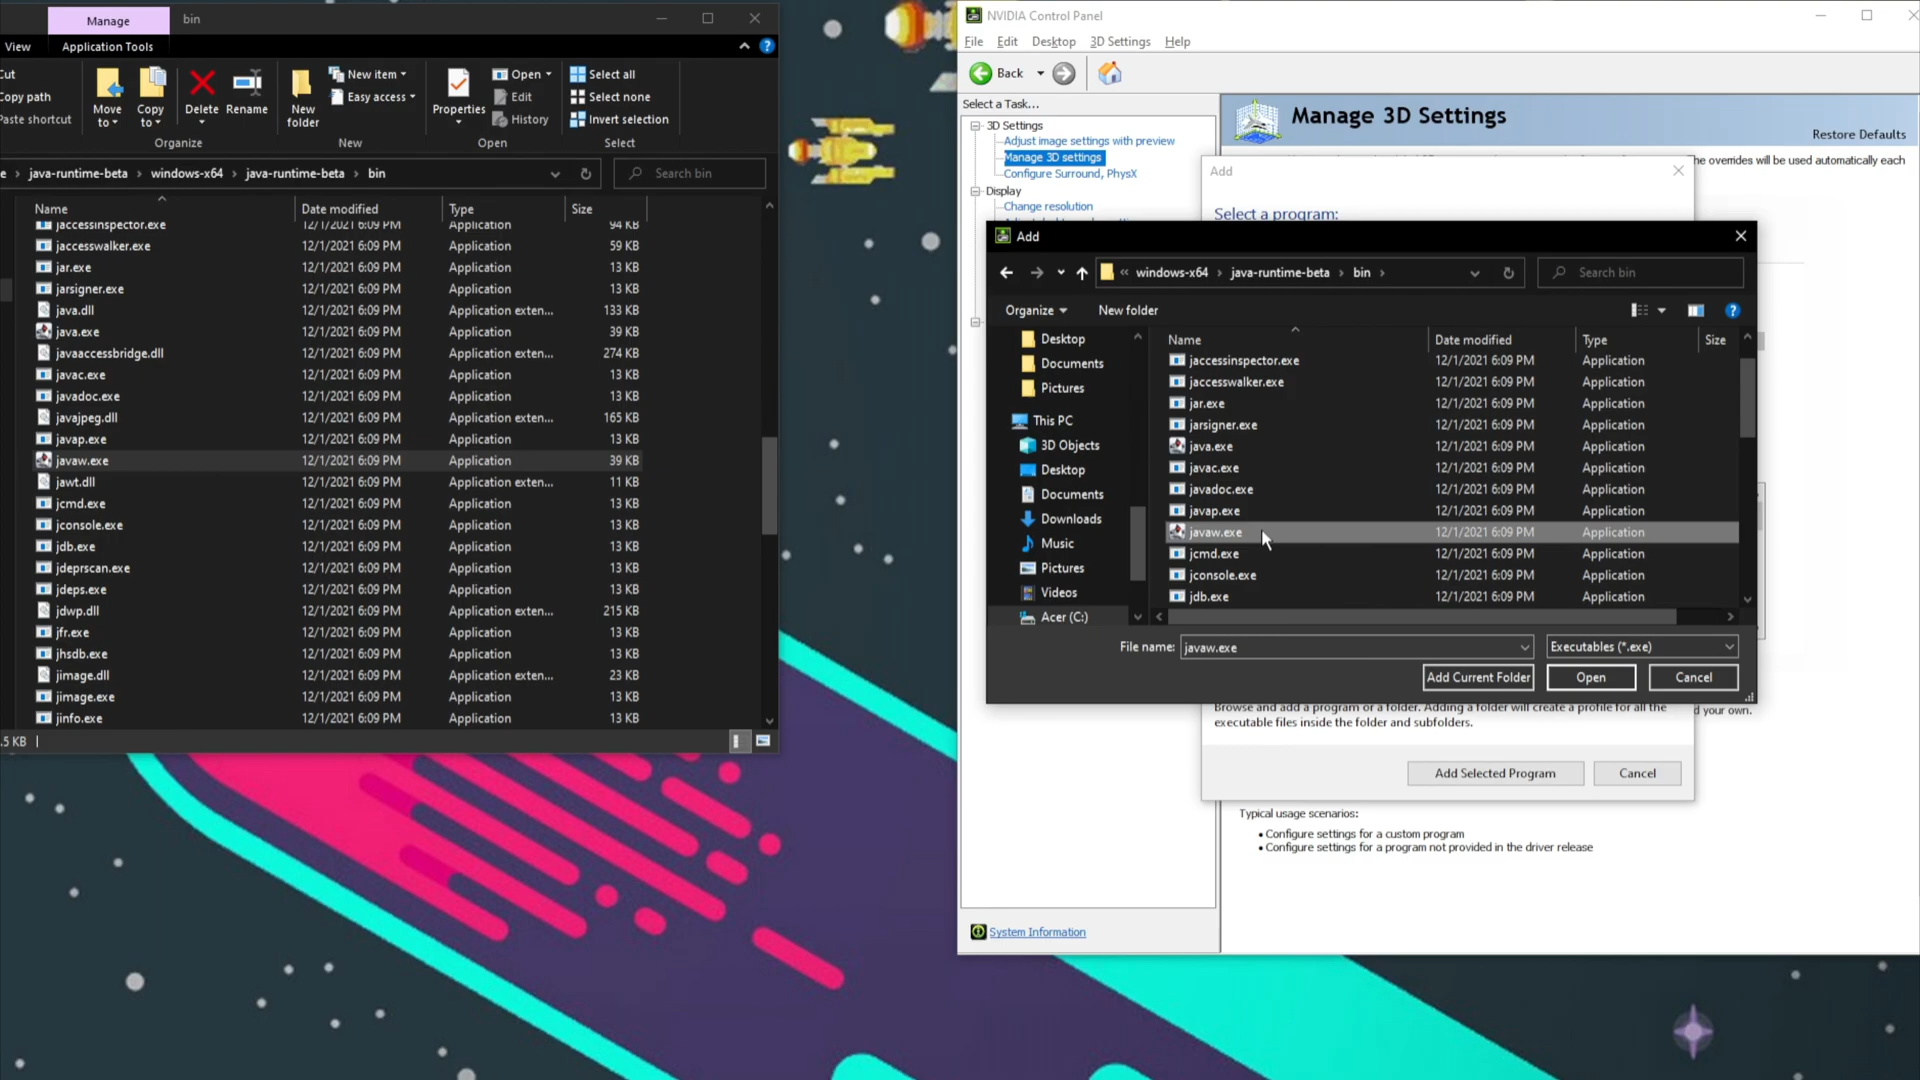 Manage
bin
View
Application Tools
Cut
Copy path
Paste shortcut
Move to
Copy to
Delete
Rename
New folder
New item
Easy access
Properties
Open
Edit
History
Select all
Select none
Invert selection
Organize
New
Open
Select
e › java-runtime-beta › windows-x64 › java-runtime-beta › bin
Search bin
Name Date modified Type Size
jaccessinspector.exe 12/1/2021 6:09 PM Application 94 KB
jaccesswalker.exe 12/1/2021 6:09 PM Application 59 KB
jar.exe 12/1/2021 6:09 PM Application 13 KB
jarsigner.exe 12/1/2021 6:09 PM Application 13 KB
java.dll 12/1/2021 6:09 PM Application exten... 133 KB
java.exe 12/1/2021 6:09 PM Application 39 KB
javaaccessbridge.dll 12/1/2021 6:09 PM Application exten... 274 KB
javac.exe 12/1/2021 6:09 PM Application 13 KB
javadoc.exe 12/1/2021 6:09 PM Application 13 KB
javajpeg.dll 12/1/2021 6:09 PM Application exten... 165 KB
javap.exe 12/1/2021 6:09 PM Application 13 KB
javaw.exe 12/1/2021 6:09 PM Application 39 KB
jawt.dll 12/1/2021 6:09 PM Application exten... 11 KB
jcmd.exe 12/1/2021 6:09 PM Application 13 KB
jconsole.exe 12/1/2021 6:09 PM Application 13 KB
jdb.exe 12/1/2021 6:09 PM Application 13 KB
jdeprscan.exe 12/1/2021 6:09 PM Application 13 KB
jdeps.exe 12/1/2021 6:09 PM Application 13 KB
jdwp.dll 12/1/2021 6:09 PM Application exten... 215 KB
jfr.exe 12/1/2021 6:09 PM Application 13 KB
jhsdb.exe 12/1/2021 6:09 PM Application 13 KB
jimage.dll 12/1/2021 6:09 PM Application exten... 23 KB
jimage.exe 12/1/2021 6:09 PM Application 13 KB
jinfo.exe 12/1/2021 6:09 PM Application 13 KB
.5 KB
NVIDIA Control Panel
File Edit Desktop 3D Settings Help
Back
Select a Task...
3D Settings
Adjust image settings with preview
Manage 3D settings
Configure Surround, PhysX
Display
Change resolution
System Information
Manage 3D Settings
Restore Defaults
he overrides will be used automatically each
Add
Select a program:
Add
« windows-x64 › java-runtime-beta › bin ›
Search bin
Organize New folder
Desktop
Documents
Pictures
This PC
3D Objects
Desktop
Documents
Downloads
Music
Pictures
Videos
Acer (C:)
Name Date modified Type Size
jaccessinspector.exe 12/1/2021 6:09 PM Application
jaccesswalker.exe 12/1/2021 6:09 PM Application
jar.exe 12/1/2021 6:09 PM Application
jarsigner.exe 12/1/2021 6:09 PM Application
java.exe 12/1/2021 6:09 PM Application
javac.exe 12/1/2021 6:09 PM Application
javadoc.exe 12/1/2021 6:09 PM Application
javap.exe 12/1/2021 6:09 PM Application
javaw.exe 12/1/2021 6:09 PM Application
jcmd.exe 12/1/2021 6:09 PM Application
jconsole.exe 12/1/2021 6:09 PM Application
jdb.exe 12/1/2021 6:09 PM Application
File name: javaw.exe Executables (*.exe)
Add Current Folder Open Cancel
Browse and add a program or a folder. Adding a folder will create a profile for all the
executable files inside the folder and subfolders.
d your own.
Add Selected Program Cancel
Typical usage scenarios:
• Configure settings for a custom program
• Configure settings for a program not provided in the driver release